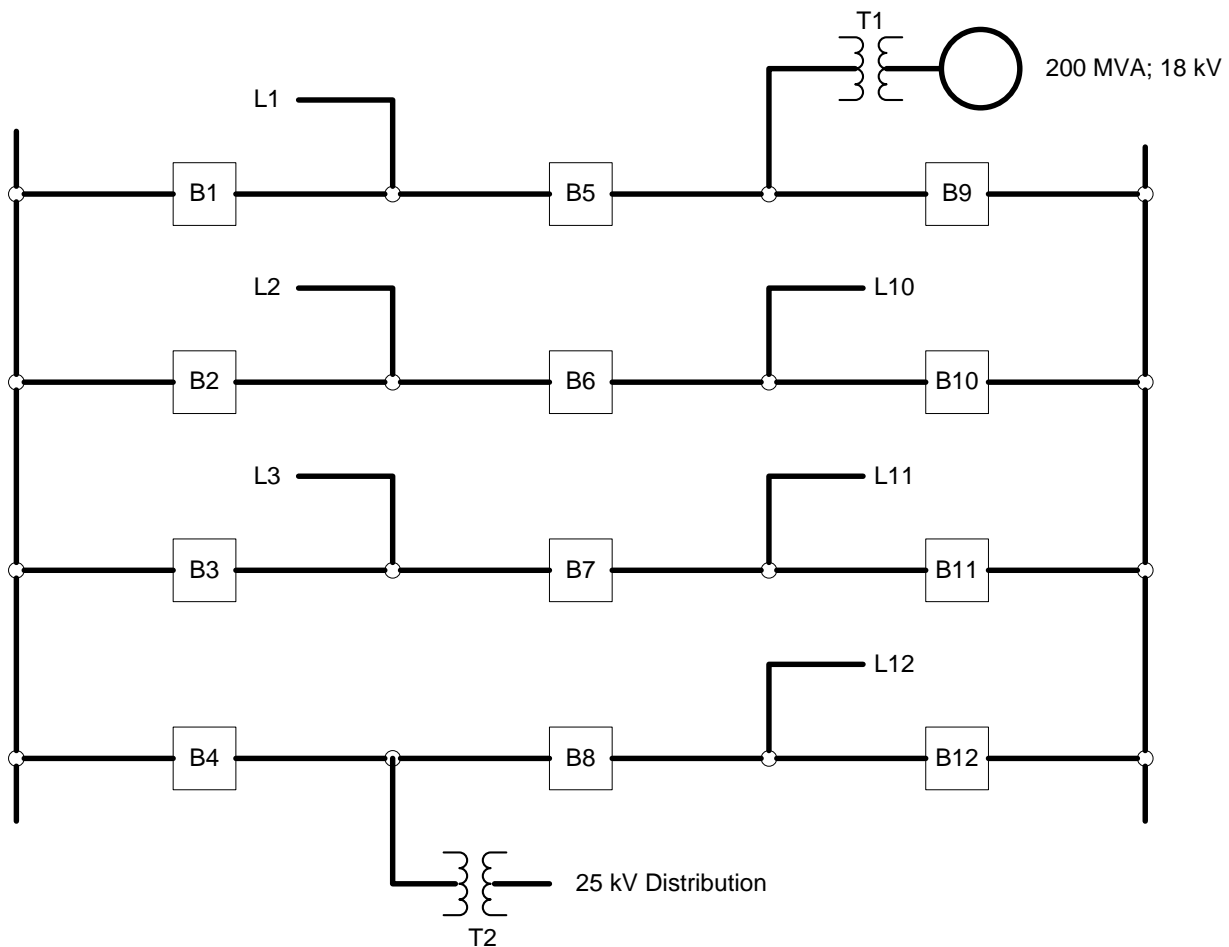 T1
200 MVA; 18 kV
L1
B1
B5
B9
L2
L10
B2
B6
B10
L3
L11
B3
B7
B11
L12
B4
B8
B12
25 kV Distribution
T2